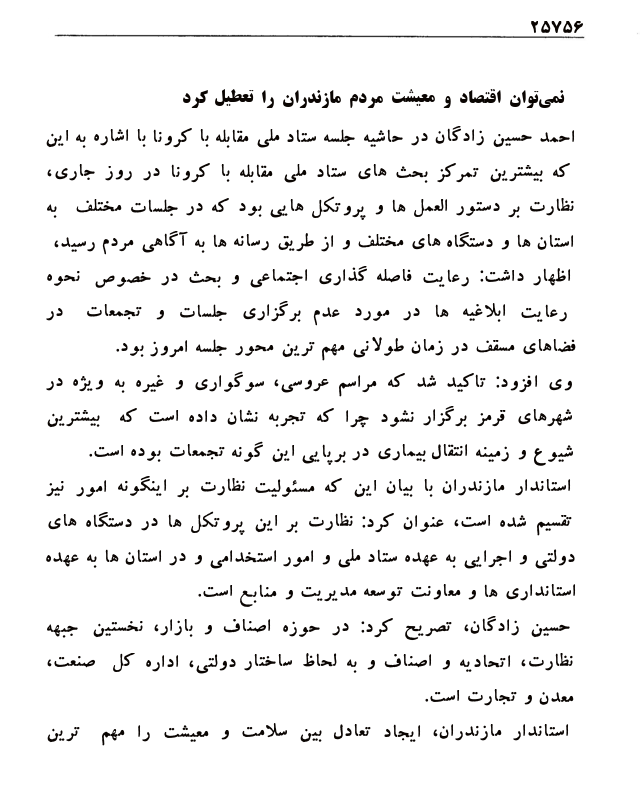 ۲۵۷۵۶
نمی‌توان اقتصاد و معیشت مردم مازندران را تعطیل کرد
احمد حسین زادگان در حاشیه جلسه ستاد ملی مقابله با کرونا با اشاره به این
که بیشترین تمرکز بحث های ستاد ملی مقابله با کرونا در روز جاری،
نظارت بر دستور العمل ها و پروتکل هایی بود که در جلسات مختلف به
استان ها و دستگاه های مختلف و از طریق رسانه ها به آگاهی مردم رسید،
اظهار داشت: رعایت فاصله گذاری اجتماعی و بحث در خصوص نحوه
رعایت ابلاغیه ها در مورد عدم برگزاری جلسات و تجمعات در
فضاهای مسقف در زمان طولانی مهم ترین محور جلسه امروز بود.
وی افزود: تاکید شد که مراسم عروسی، سوگواری و غیره به ویژه در
شهرهای قرمز برگزار نشود چرا که تجربه نشان داده است که بیشترین
شیوع و زمینه انتقال بیماری در برپایی این گونه تجمعات بوده است.
استاندار مازندران با بیان این که مسئولیت نظارت بر اینگونه امور نیز
تقسیم شده است، عنوان کرد: نظارت بر این پروتکل ها در دستگاه های
دولتی و اجرایی به عهده ستاد ملی و امور استخدامی و در استان ها به عهده
استانداری ها و معاونت توسعه مدیریت و منابع است.
حسین زادگان، تصریح کرد: در حوزه اصناف و بازار، نخستین جبهه
نظارت، اتحادیه و اصناف و به لحاظ ساختار دولتی، اداره کل صنعت،
معدن و تجارت است.
استاندار مازندران، ایجاد تعادل بین سلامت و معیشت را مهم ترین